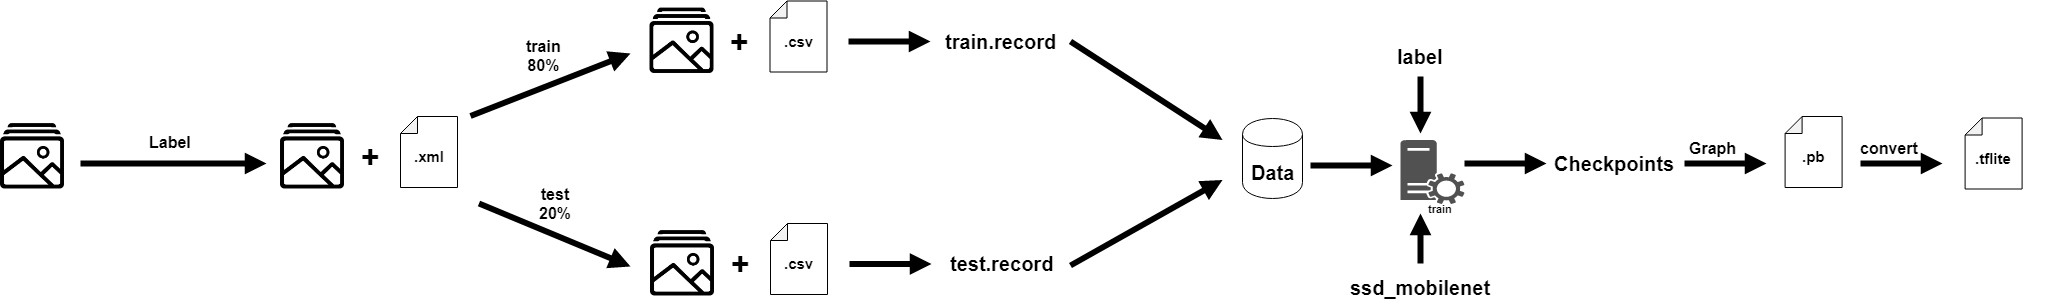 Label
.xml
train
80%
.csv
train.record
test
20%
.csv
test.record
Data
label
train
ssd_mobilenet
Checkpoints
Graph
.pb
convert
.tflite